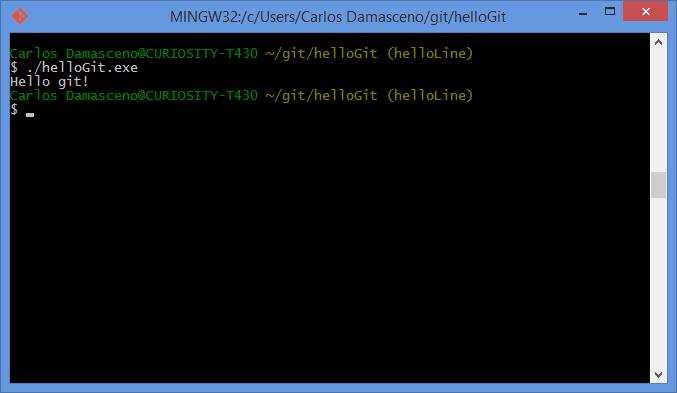 MINGW32:/c/Users/Carlos Damasceno/git/helloGit
Carlos Damasceno@CURIOSITY-T430 ~/git/helloGit (helloLine)
$ ./helloGit.exe
Hello git!
Carlos Damasceno@CURIOSITY-T430 ~/git/helloGit (helloLine)
$